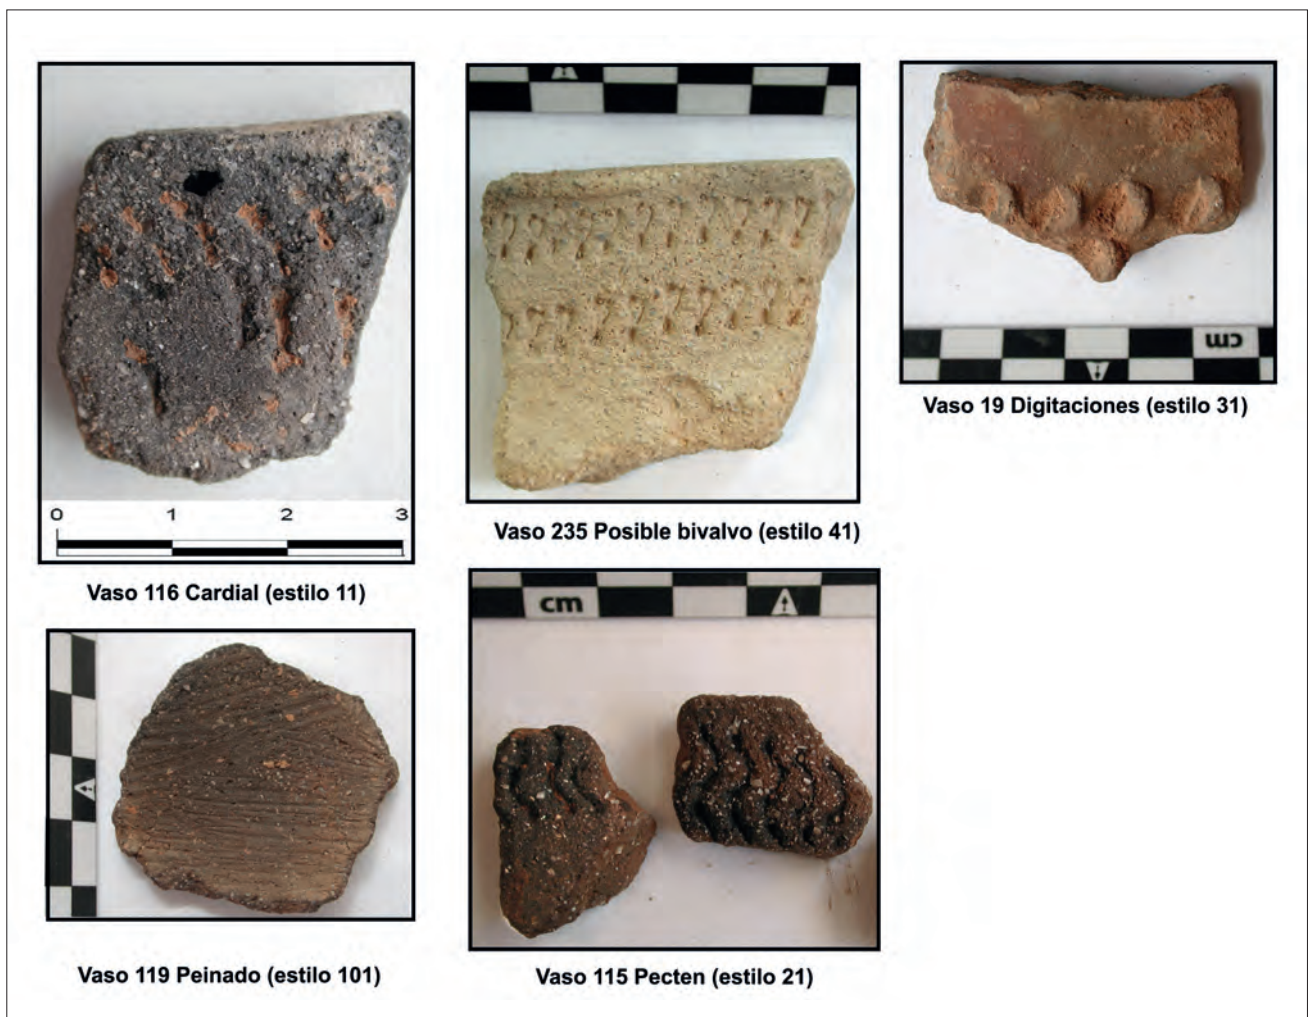 0 1 2 3
Vaso 116 Cardial (estilo 11)
Vaso 235 Posible bivalvo (estilo 41)
cm
Vaso 19 Digitaciones (estilo 31)
Vaso 119 Peinado (estilo 101)
cm
Vaso 115 Pecten (estilo 21)